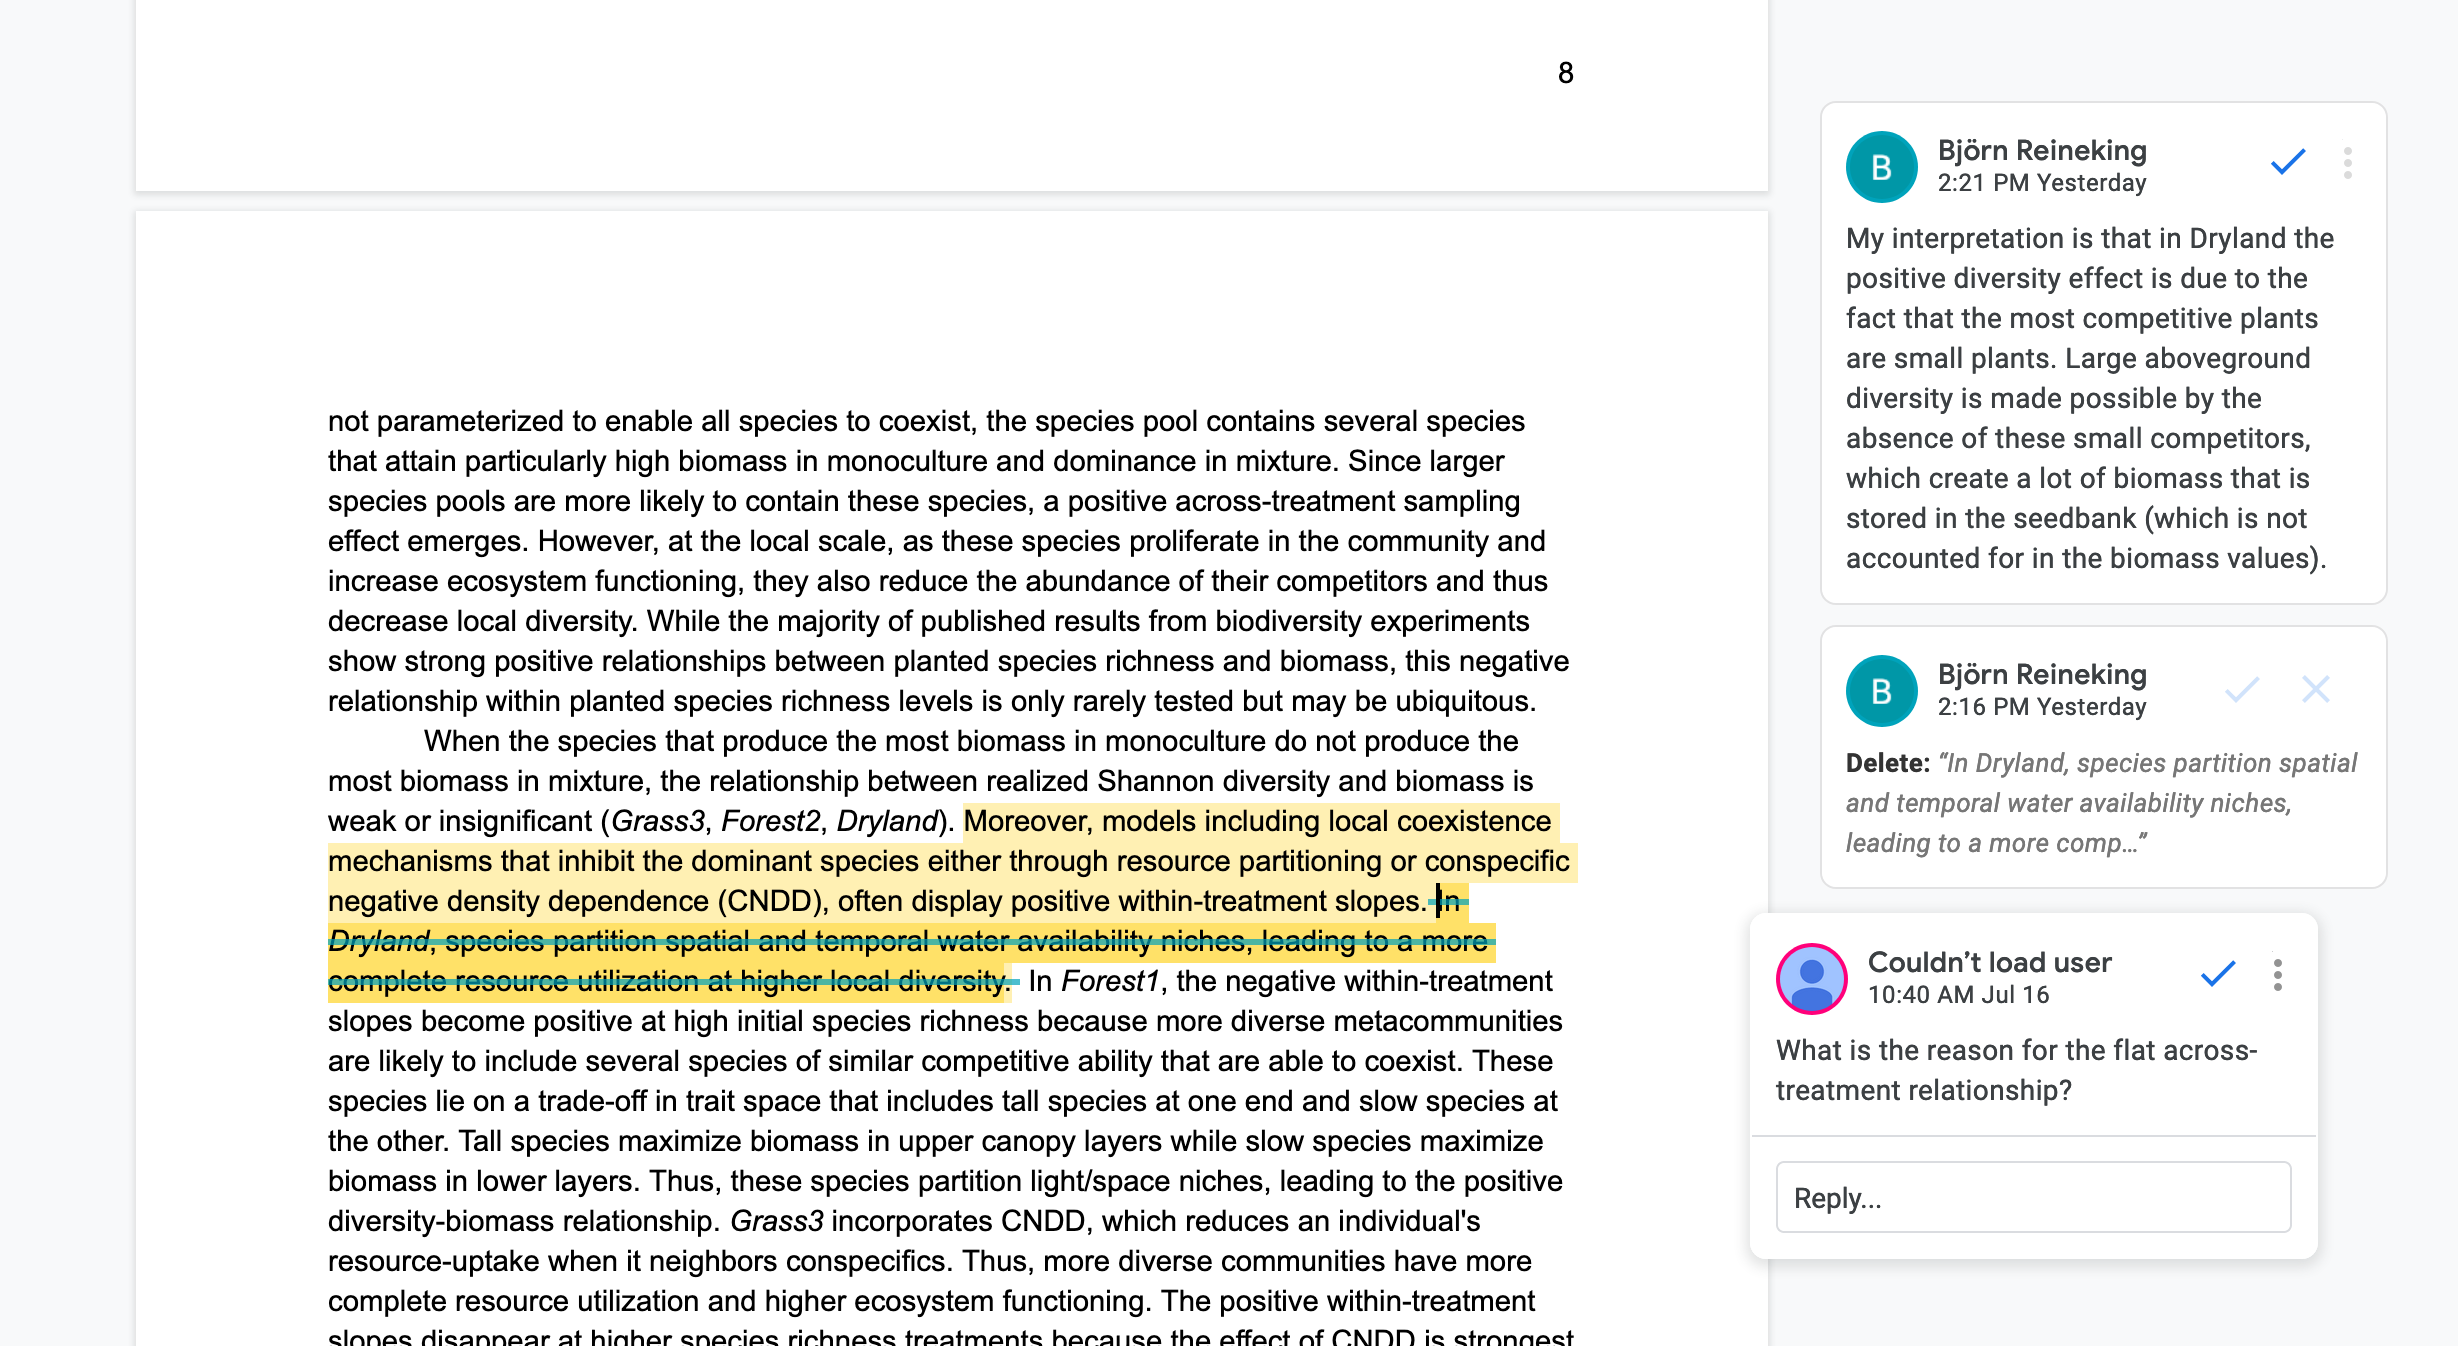 8
not parameterized to enable all species to coexist, the species pool contains several species
that attain particularly high biomass in monoculture and dominance in mixture. Since larger
species pools are more likely to contain these species, a positive across-treatment sampling
effect emerges. However, at the local scale, as these species proliferate in the community and
increase ecosystem functioning, they also reduce the abundance of their competitors and thus
decrease local diversity. While the majority of published results from biodiversity experiments
show strong positive relationships between planted species richness and biomass, this negative
relationship within planted species richness levels is only rarely tested but may be ubiquitous.
When the species that produce the most biomass in monoculture do not produce the
most biomass in mixture, the relationship between realized Shannon diversity and biomass is
weak or insignificant (Grass3, Forest2, Dryland). Moreover, models including local coexistence
mechanisms that inhibit the dominant species either through resource partitioning or conspecific
negative density dependence (CNDD), often display positive within-treatment slopes. In
Dryland, species partition spatial and temporal water availability niches, leading to a more
complete resource utilization at higher local diversity. In Forest1, the negative within-treatment
slopes become positive at high initial species richness because more diverse metacommunities
are likely to include several species of similar competitive ability that are able to coexist. These
species lie on a trade-off in trait space that includes tall species at one end and slow species at
the other. Tall species maximize biomass in upper canopy layers while slow species maximize
biomass in lower layers. Thus, these species partition light/space niches, leading to the positive
diversity-biomass relationship. Grass3 incorporates CNDD, which reduces an individual's
resource-uptake when it neighbors conspecifics. Thus, more diverse communities have more
complete resource utilization and higher ecosystem functioning. The positive within-treatment
slopes disappear at higher species richness treatments because the effect of CNDD is strongest
B
Björn Reineking
2:21 PM Yesterday
My interpretation is that in Dryland the
positive diversity effect is due to the
fact that the most competitive plants
are small plants. Large aboveground
diversity is made possible by the
absence of these small competitors,
which create a lot of biomass that is
stored in the seedbank (which is not
accounted for in the biomass values).
B
Björn Reineking
2:16 PM Yesterday
Delete: “In Dryland, species partition spatial
and temporal water availability niches,
leading to a more comp...”
Couldn’t load user
10:40 AM Jul 16
What is the reason for the flat across-
treatment relationship?
Reply...